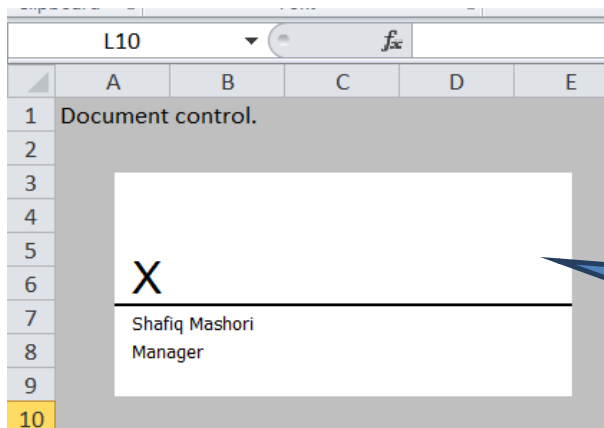 L10
fx
A B C D E
1 Document control.
2
3
4
5
6 X
7 Shafiq Mashori
8 Manager
9
10